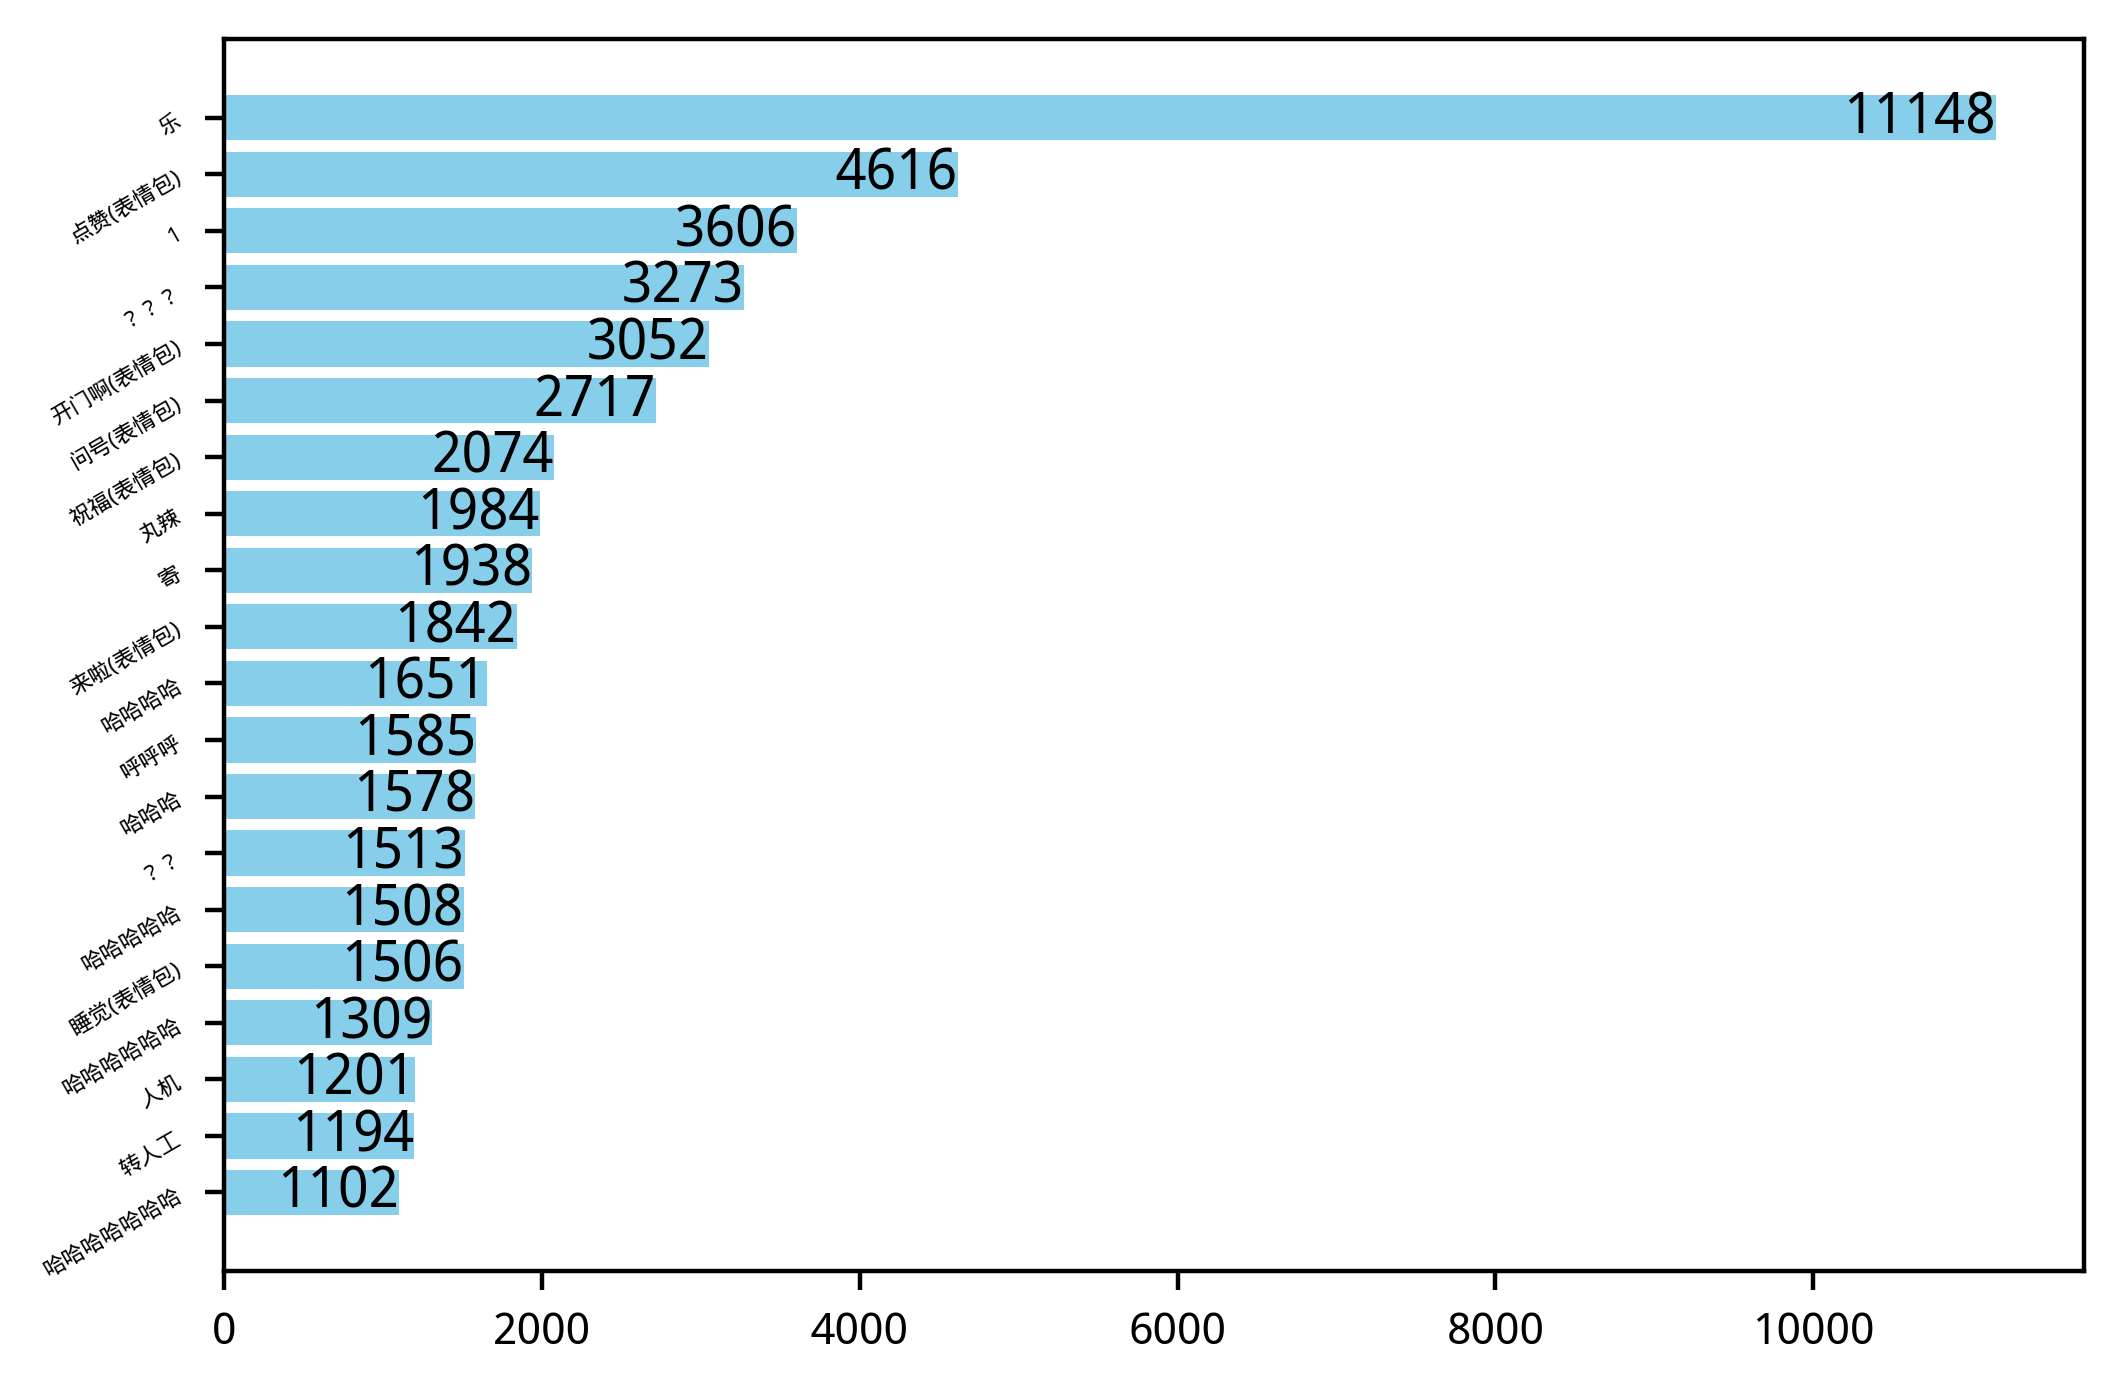 乐 11148
点赞(表情包) 4616
1 3606
？？？ 3273
开门啊(表情包) 3052
问号(表情包) 2717
祝福(表情包) 2074
丸辣 1984
寄 1938
来啦(表情包) 1842
哈哈哈哈 1651
呼呼呼 1585
哈哈哈 1578
？？ 1513
哈哈哈哈哈 1508
睡觉(表情包) 1506
哈哈哈哈哈哈 1309
人机 1201
转人工 1194
哈哈哈哈哈哈哈 1102
0 2000 4000 6000 8000 10000